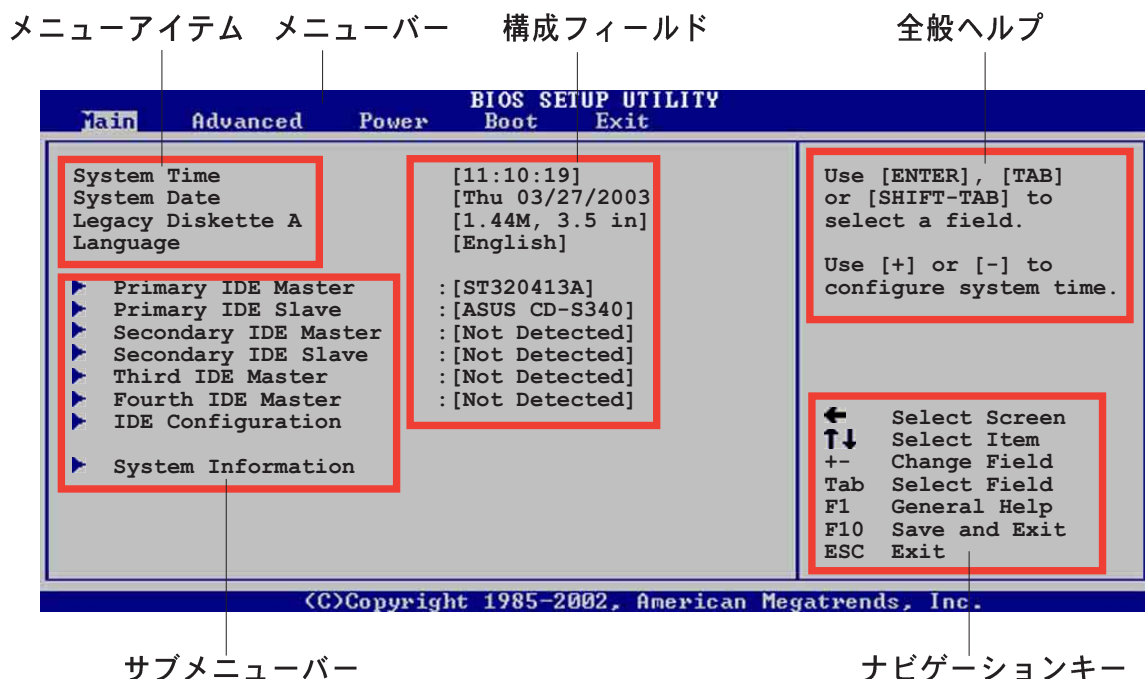 メニューアイテム メニューバー 構成フィールド 全般ヘルプ
BIOS SETUP UTILITY
Main Advanced Power Boot Exit
System Time [11:10:19]
System Date [Thu 03/27/2003
Legacy Diskette A [1.44M, 3.5 in]
Language [English]
Primary IDE Master :[ST320413A]
Primary IDE Slave :[ASUS CD-S340]
Secondary IDE Master :[Not Detected]
Secondary IDE Slave :[Not Detected]
Third IDE Master :[Not Detected]
Fourth IDE Master :[Not Detected]
IDE Configuration
System Information
Use [ENTER], [TAB]
or [SHIFT-TAB] to
select a field.
Use [+] or [-] to
configure system time.
← Select Screen
↑↓ Select Item
+- Change Field
Tab Select Field
F1 General Help
F10 Save and Exit
ESC Exit
(C)Copyright 1985-2002, American Megatrends, Inc.
サブメニューバー ナビゲーションキー